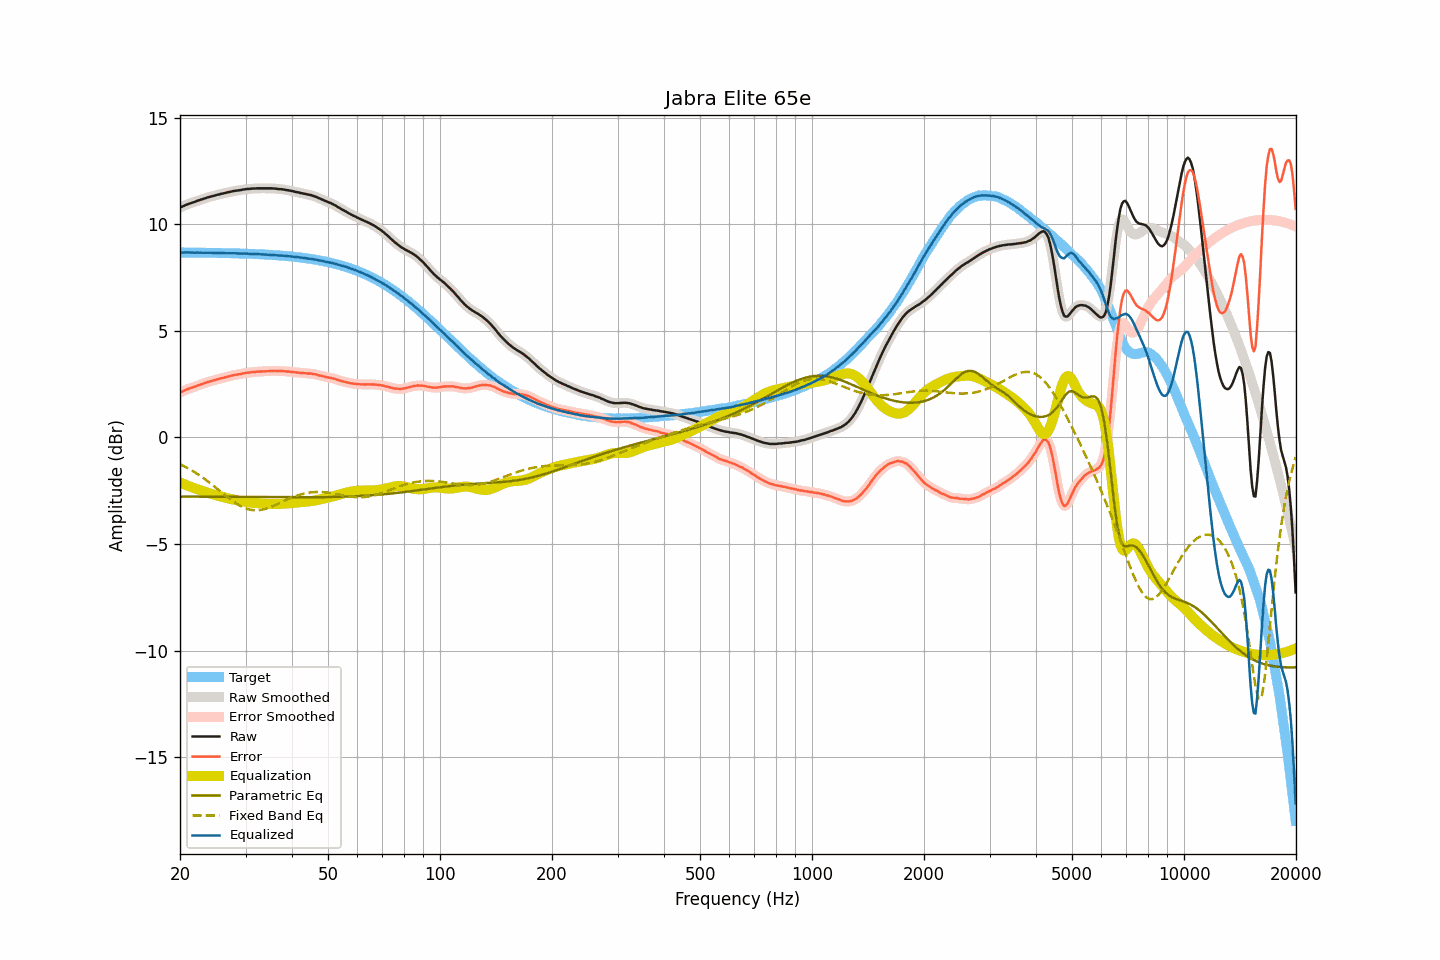 Jabra Elite 65e
15
10
5
0
−5
−10
−15
Amplitude (dBr)
Target
Raw Smoothed
Error Smoothed
Raw
Error
Equalization
Parametric Eq
Fixed Band Eq
Equalized
20 50 100 200 500 1000 2000 5000 10000 20000
Frequency (Hz)